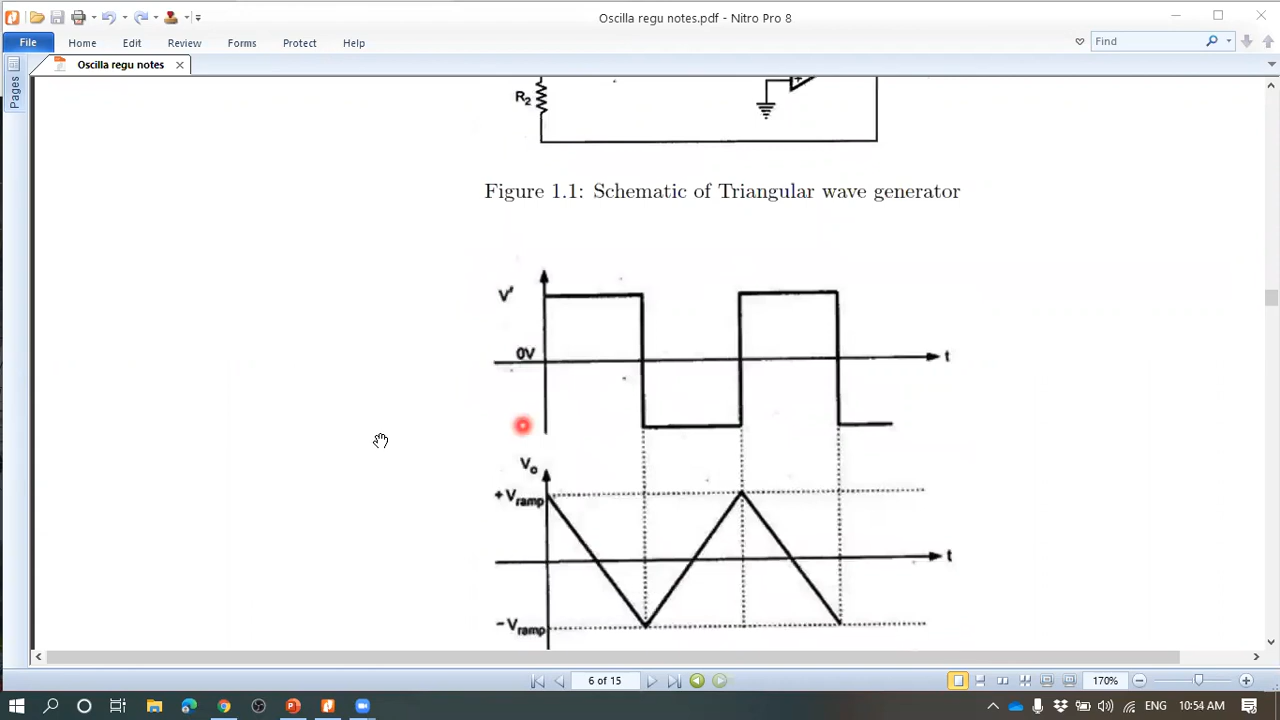 Oscilla regu notes.pdf - Nitro Pro 8
File Home Edit Review Forms Protect Help
Find
Oscilla regu notes
Pages
R2
+
Figure 1.1: Schematic of Triangular wave generator
V'
0V
t
Vo
+Vramp
t
-Vramp
6 of 15
170%
ENG 10:54 AM